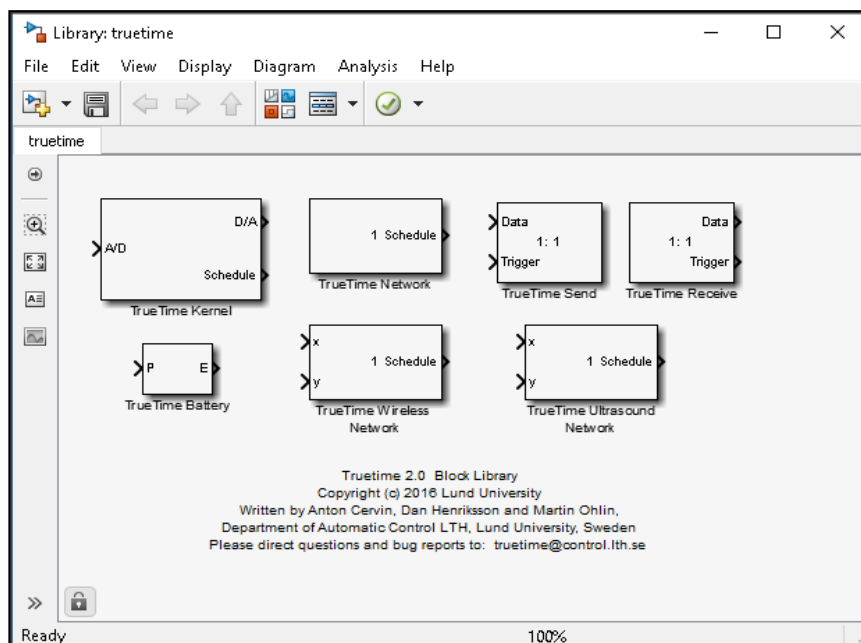 Library: truetime
File Edit View Display Diagram Analysis Help
truetime
A/D
D/A
Schedule
TrueTime Kernel
1 Schedule
TrueTime Network
Data
1: 1
Trigger
TrueTime Send
Data
1: 1
Trigger
TrueTime Receive
P E
TrueTime Battery
x
1 Schedule
y
TrueTime Wireless
Network
x
1 Schedule
y
TrueTime Ultrasound
Network
Truetime 2.0 Block Library
Copyright (c) 2016 Lund University
Written by Anton Cervin, Dan Henriksson and Martin Ohlin,
Department of Automatic Control LTH, Lund University, Sweden
Please direct questions and bug reports to: truetime@control.lth.se
Ready 100%